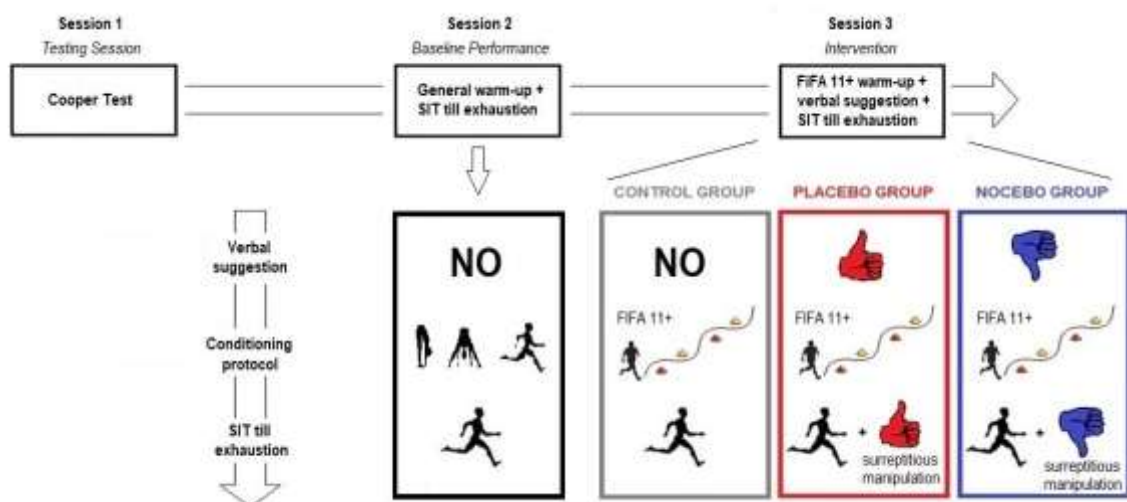 Session 1
Testing Session
Cooper Test
Session 2
Baseline Performance
General warm-up +
SIT till exhaustion
Session 3
Intervention
FiFA 11+ warm-up +
verbal suggestion +
SIT till exhaustion
CONTROL GROUP
PLACEBO GROUP
NOCEBO GROUP
Verbal
suggestion
NO
NO
Conditioning
protocol
FIFA 11+
FIFA 11+
FIFA 11+
SIT till
exhaustion
+
surreptitious
manipulation
+
surreptitious
manipulation